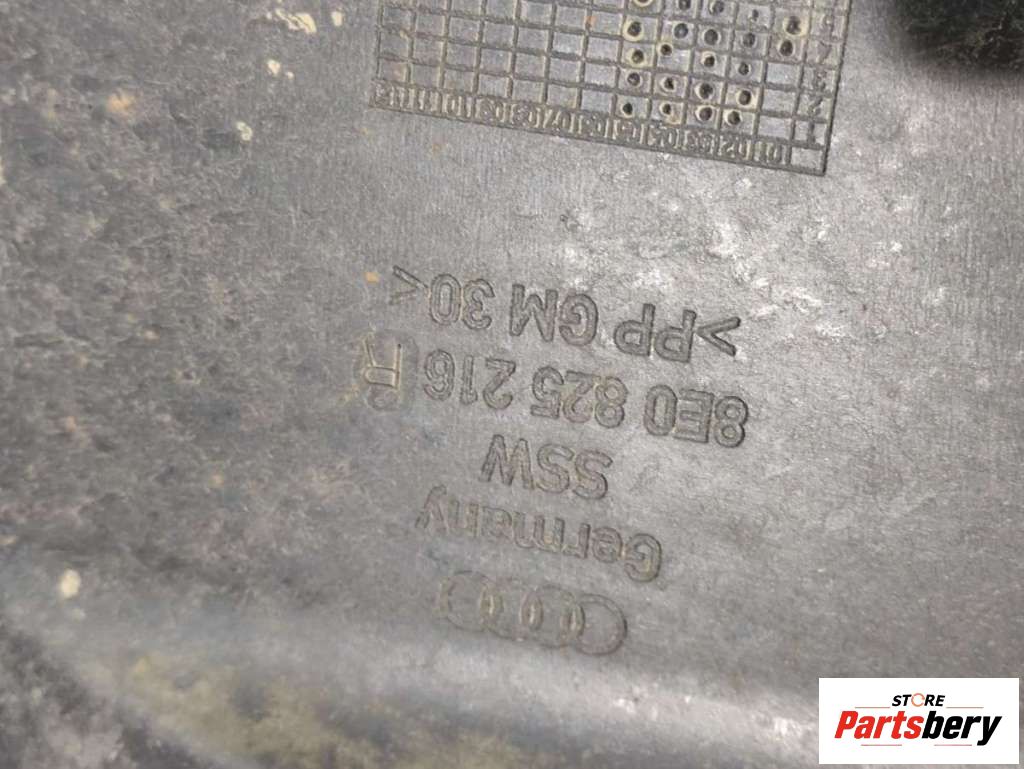 Germany
SSW
8E0 825 216 R
>PP GM 30<
STORE
Partsbery